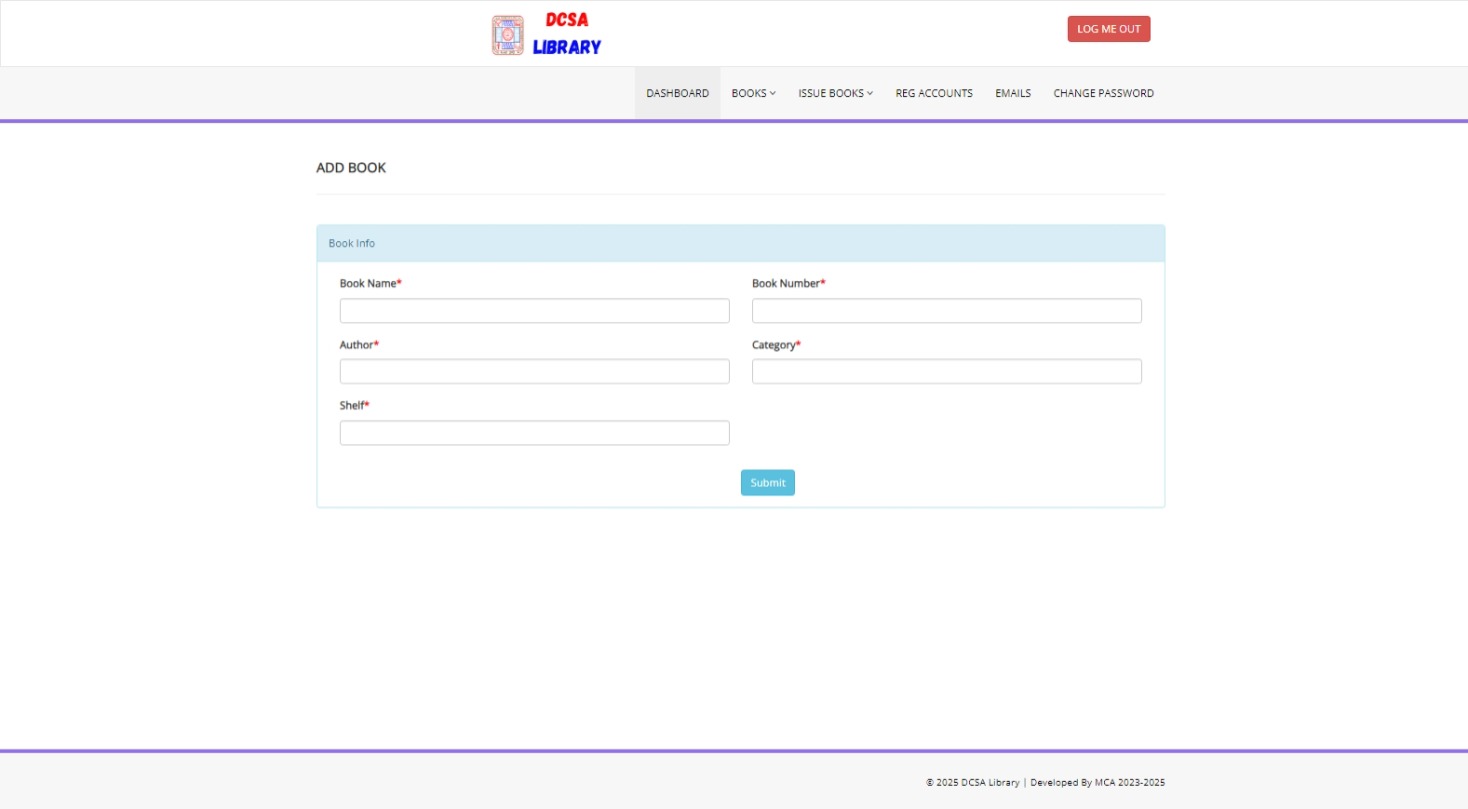 DCSA
LIBRARY
LOG ME OUT
DASHBOARD BOOKS ISSUE BOOKS REG ACCOUNTS EMAILS CHANGE PASSWORD
ADD BOOK
Book Info
Book Name* Book Number*
Author* Category*
Shelf*
Submit
© 2025 DCSA Library | Developed By MCA 2023-2025